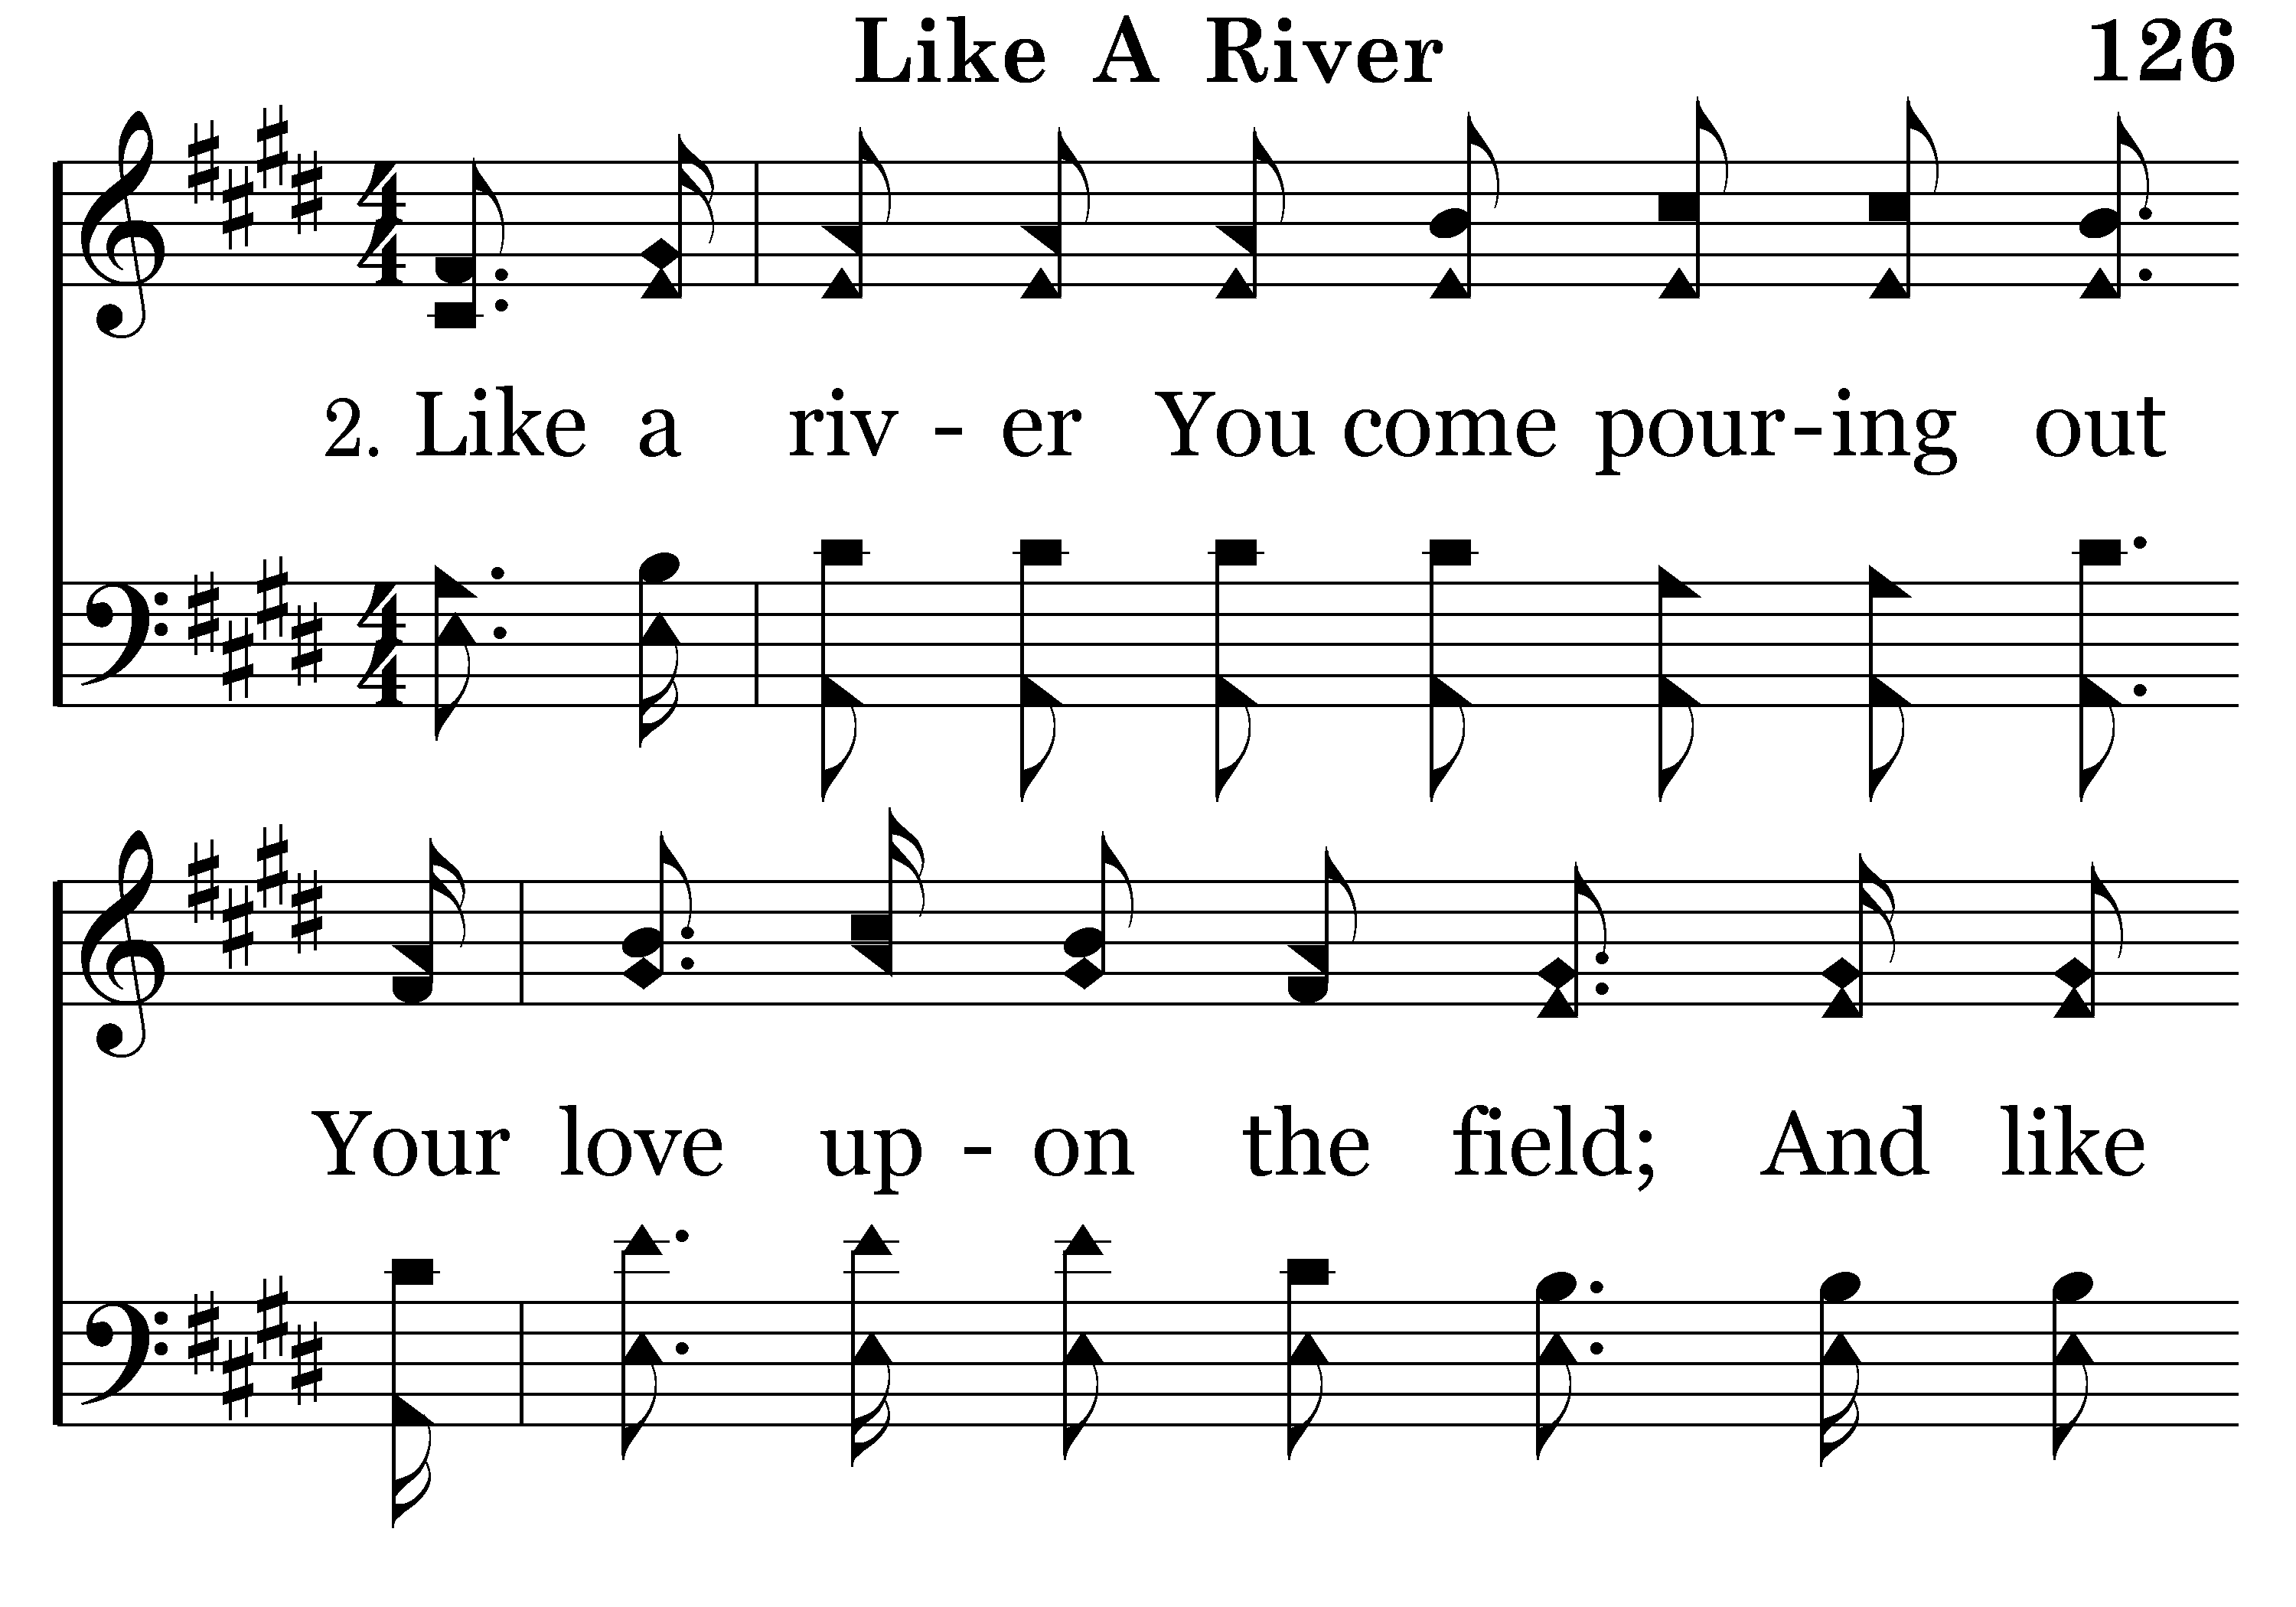 Like A River 126
2. Like a riv - er You come pour-ing out
Your love up - on the field; And like